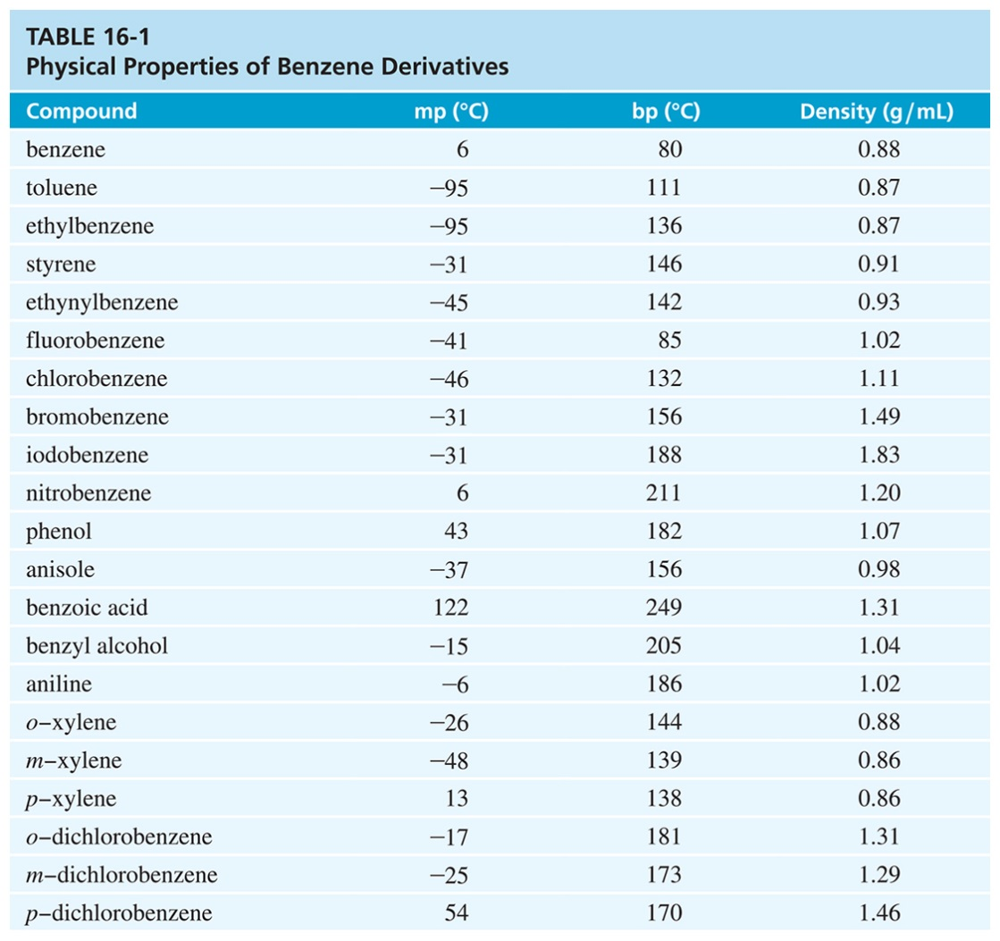 TABLE 16-1
Physical Properties of Benzene Derivatives
Compound mp (°C) bp (°C) Density (g/mL)
benzene 6 80 0.88
toluene −95 111 0.87
ethylbenzene −95 136 0.87
styrene −31 146 0.91
ethynylbenzene −45 142 0.93
fluorobenzene −41 85 1.02
chlorobenzene −46 132 1.11
bromobenzene −31 156 1.49
iodobenzene −31 188 1.83
nitrobenzene 6 211 1.20
phenol 43 182 1.07
anisole −37 156 0.98
benzoic acid 122 249 1.31
benzyl alcohol −15 205 1.04
aniline −6 186 1.02
o–xylene −26 144 0.88
m–xylene −48 139 0.86
p–xylene 13 138 0.86
o–dichlorobenzene −17 181 1.31
m–dichlorobenzene −25 173 1.29
p–dichlorobenzene 54 170 1.46